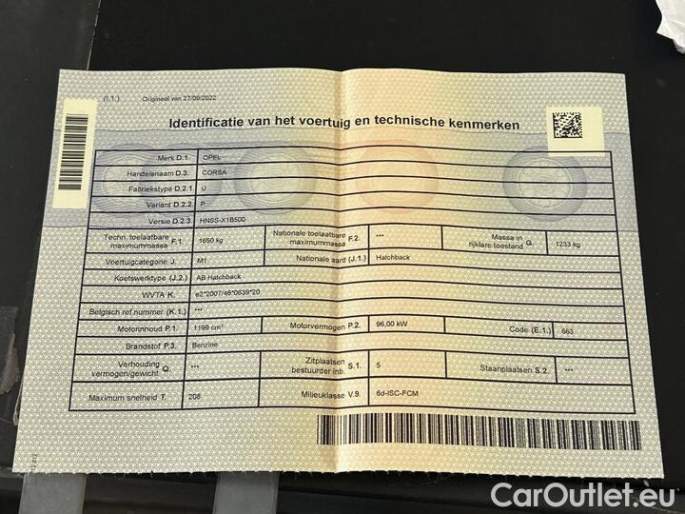 (I.1.) Origineel van 27/09/2022
Identificatie van het voertuig en technische kenmerken
Merk D.1. OPEL
Handelsnaam D.3. CORSA
Fabriekstype D.2.1. U
Variant D.2.2. P
Versie D.2.3. HNSS-X1B500
Techn. toelaatbare maximummassa F.1. 1650 kg Nationale toelaatbare maximummassa F.2. *** Massa in rijklare toestand G. 1233 kg
Voertuigcategorie J. M1 Nationale aard (J.1.) Hatchback
Koetswerktype (J.2.) AB Hatchback
WVTA K. e2*2007/46*0639*20
Belgisch ref nummer (K.1.) ***
Motorinhoud P.1. 1199 cm³ Motorvermogen P.2. 96,00 kW Code (E.1.) 663
Brandstof P.3. Benzine
Verhouding vermogen/gewicht Q. *** Zitplaatsen bestuurder inb. S.1. 5 Staanplaatsen S.2. ***
Maximum snelheid T. 208 Milieuklasse V.9. 6d-ISC-FCM
CarOutlet.eu